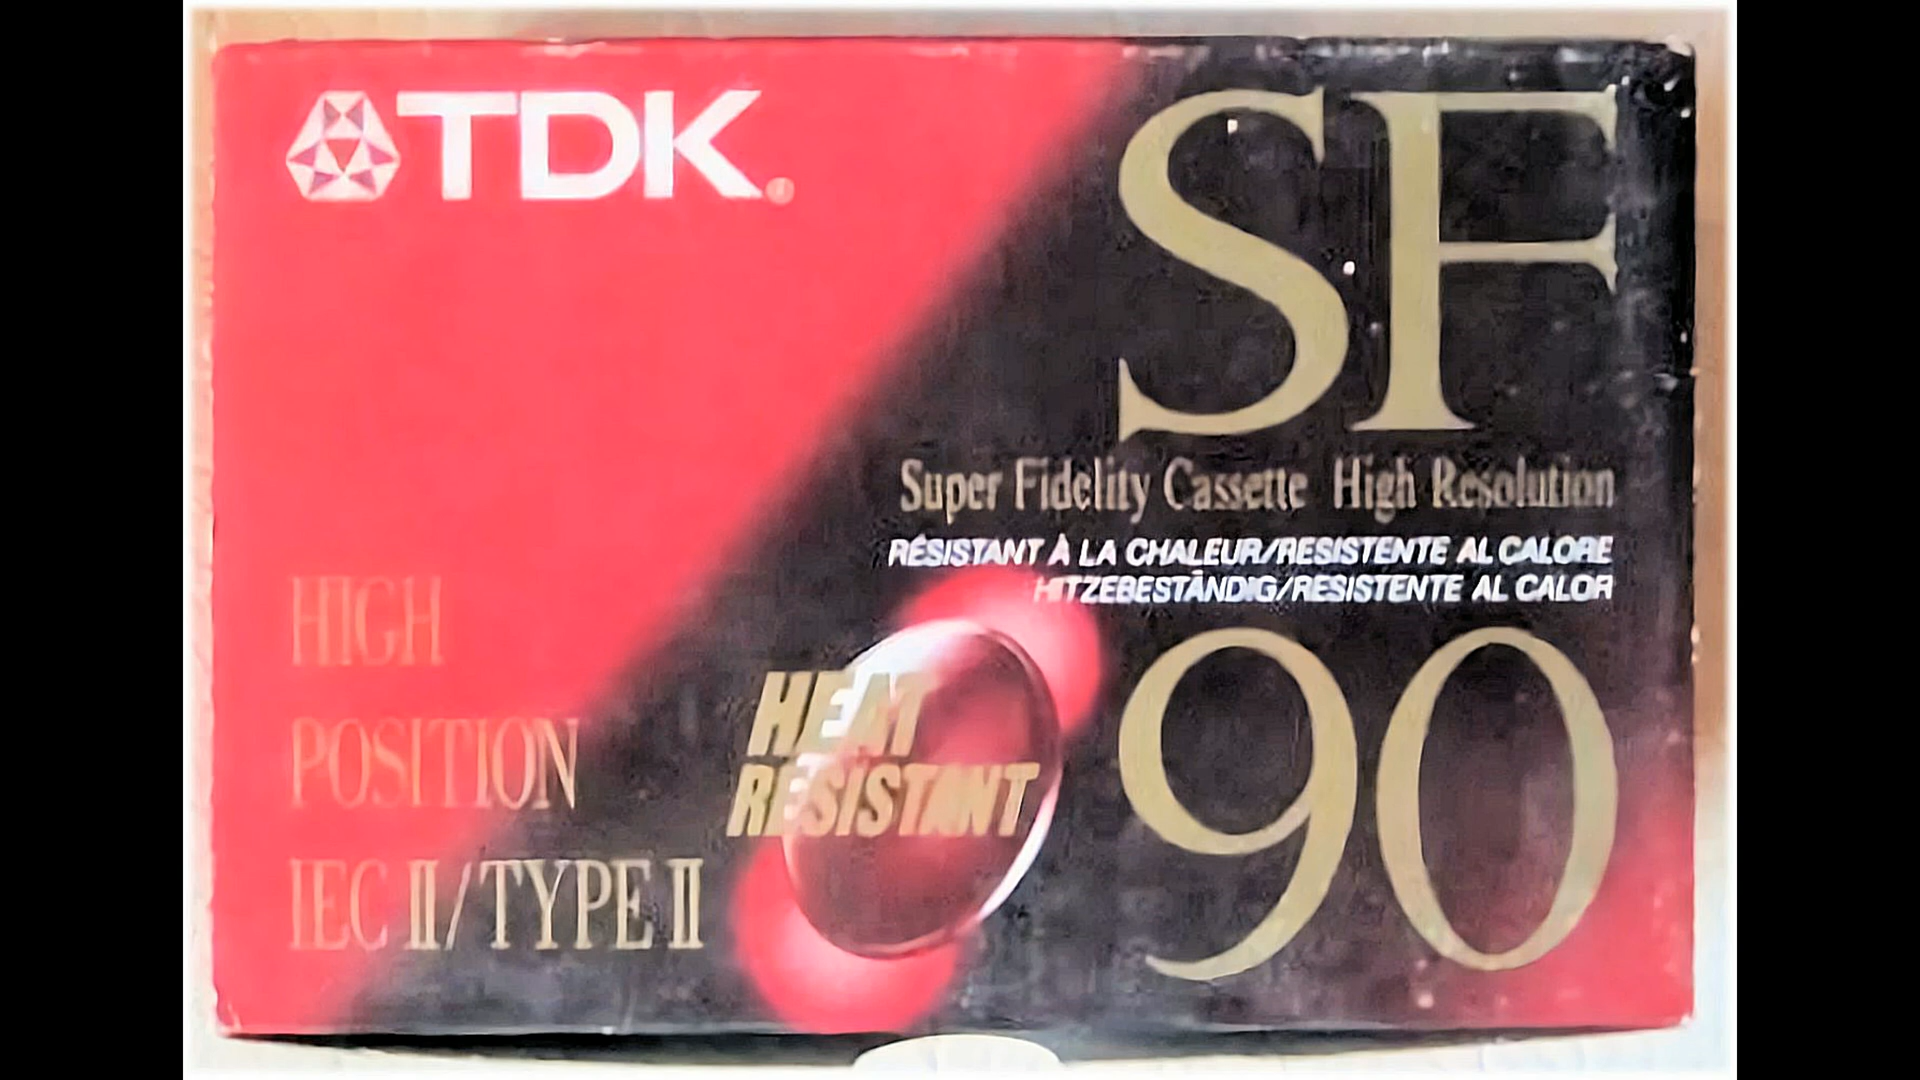 TDK®
SF
Super Fidelity Cassette High Resolution
RÉSISTANT À LA CHALEUR/RESISTENTE AL CALORE
HITZEBESTÄNDIG/RESISTENTE AL CALOR
HIGH
POSITION
IEC II/TYPE II
HEAT
RESISTANT
90